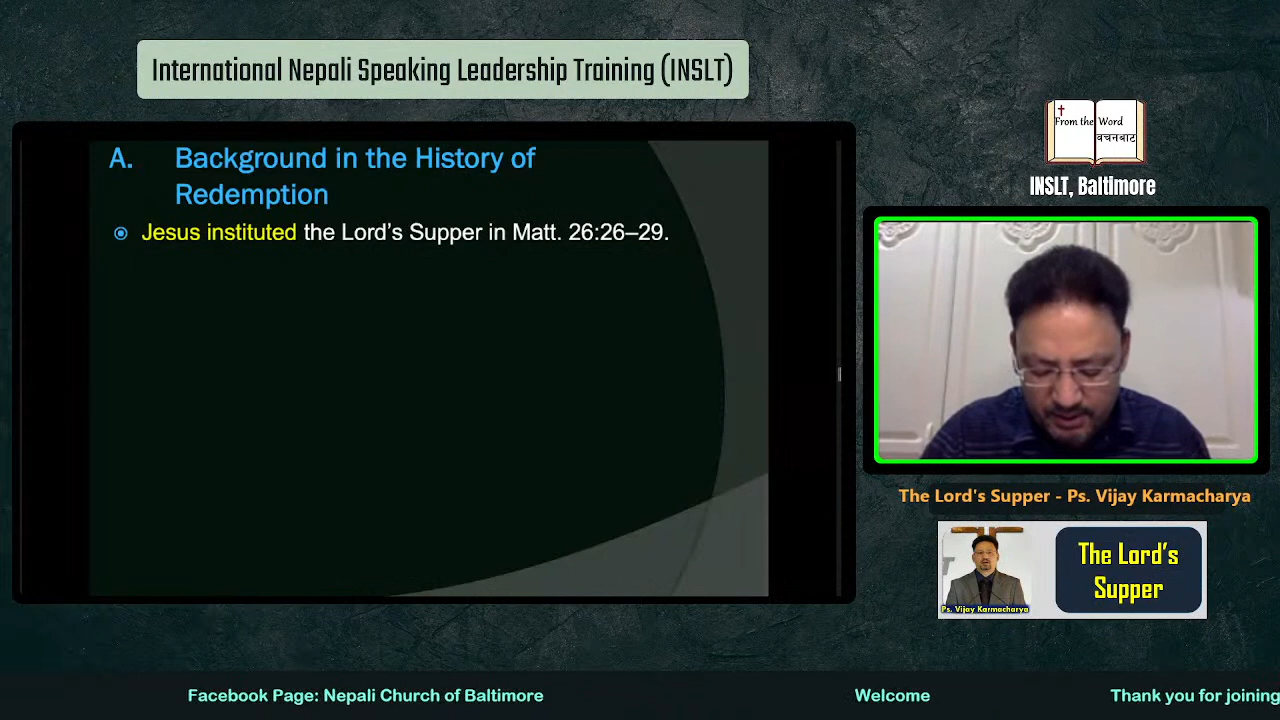 International Nepali Speaking Leadership Training (INSLT)
A. Background in the History of
Redemption
Jesus instituted the Lord’s Supper in Matt. 26:26–29.
From the Word
वचनबाट
INSLT, Baltimore
The Lord's Supper - Ps. Vijay Karmacharya
Ps. Vijay Karmacharya
The Lord’s
Supper
Facebook Page: Nepali Church of Baltimore Welcome Thank you for joining